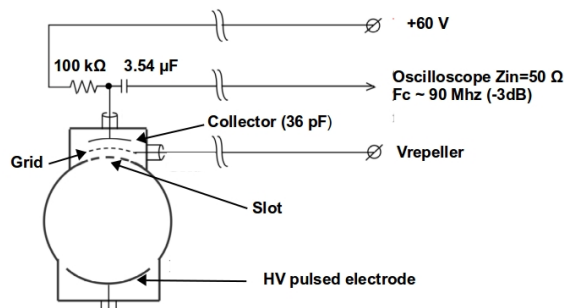 +60 V
100 kΩ
3.54 µF
Oscilloscope Zin=50 Ω
Fc ~ 90 Mhz (-3dB)
Collector (36 pF)
Grid
Vrepeller
Slot
HV pulsed electrode